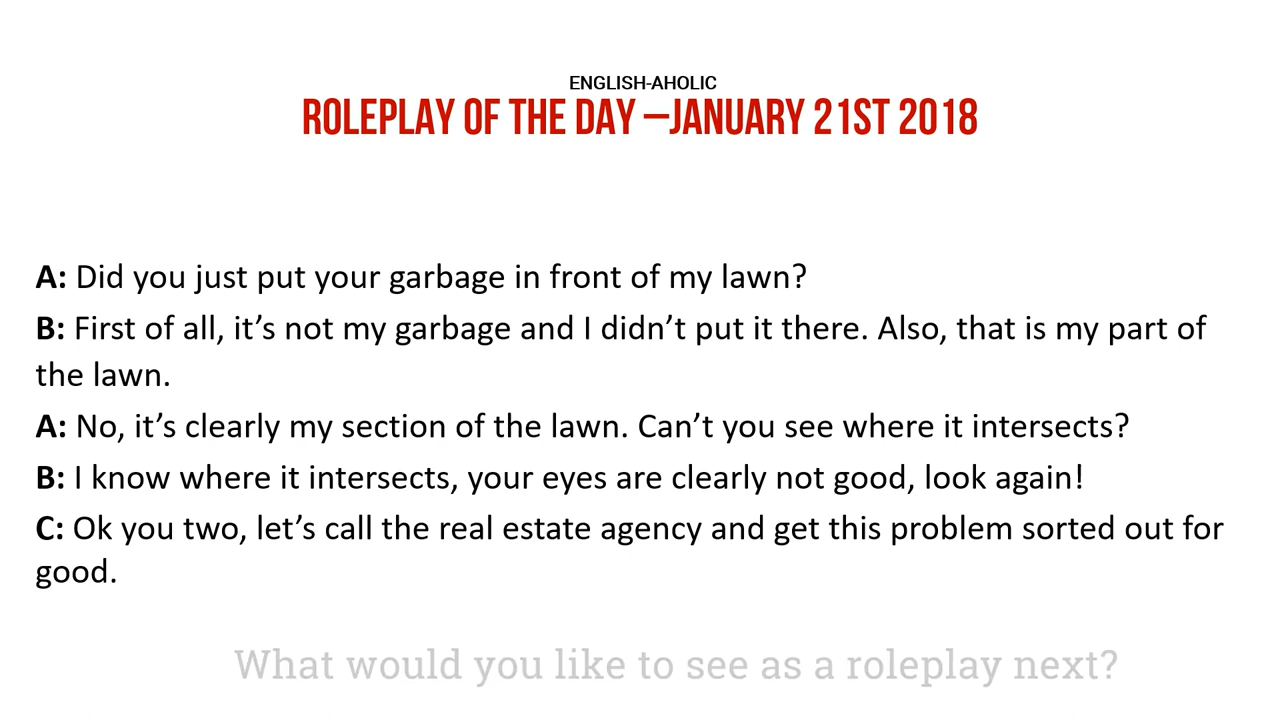 ENGLISH-AHOLIC
ROLEPLAY OF THE DAY –JANUARY 21ST 2018
A: Did you just put your garbage in front of my lawn?
B: First of all, it’s not my garbage and I didn’t put it there. Also, that is my part of
the lawn.
A: No, it’s clearly my section of the lawn. Can’t you see where it intersects?
B: I know where it intersects, your eyes are clearly not good, look again!
C: Ok you two, let’s call the real estate agency and get this problem sorted out for
good.
What would you like to see as a roleplay next?